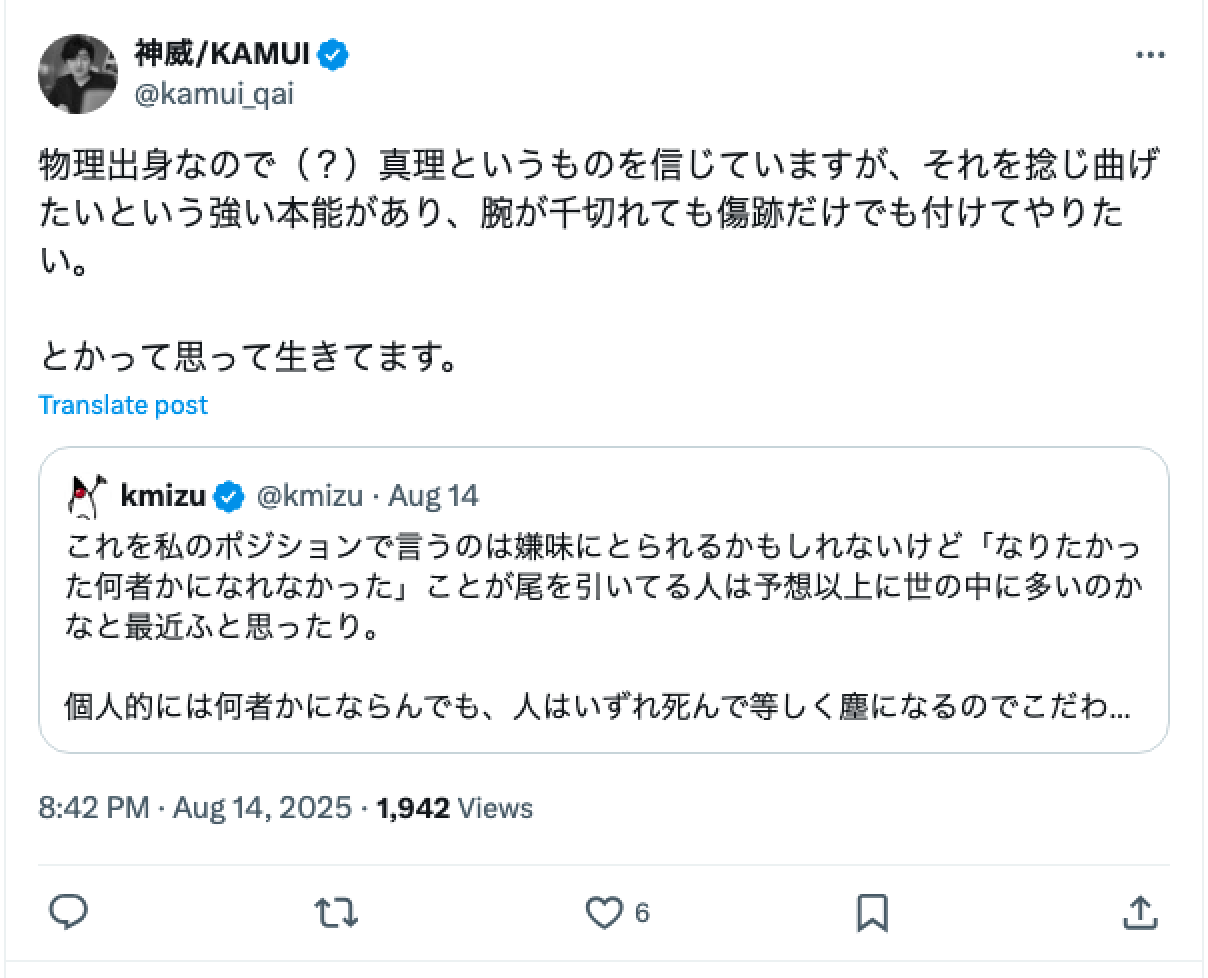 神威/KAMUI
@kamui_qai
物理出身なので（？）真理というものを信じていますが、それを捻じ曲げ
たいという強い本能があり、腕が千切れても傷跡だけでも付けてやりた
い。
とかって思って生きてます。
Translate post
kmizu @kmizu · Aug 14
これを私のポジションで言うのは嫌味にとられるかもしれないけど「なりたかっ
た何者かになれなかった」ことが尾を引いてる人は予想以上に世の中に多いのか
なと最近ふと思ったり。
個人的には何者かにならんでも、人はいずれ死んで等しく塵になるのでこだわ...
8:42 PM · Aug 14, 2025 · 1,942 Views
6